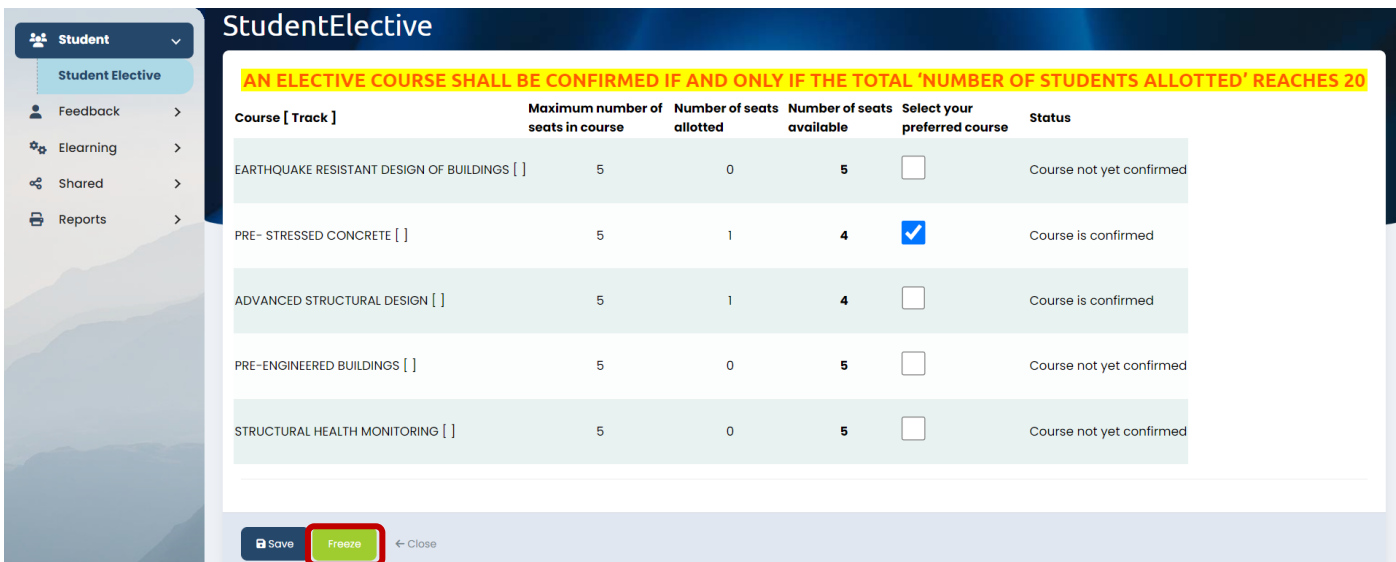 StudentElective
Student
Student Elective
Feedback
Elearning
Shared
Reports
AN ELECTIVE COURSE SHALL BE CONFIRMED IF AND ONLY IF THE TOTAL ‘NUMBER OF STUDENTS ALLOTTED’ REACHES 20
Course [ Track ] Maximum number of seats in course Number of seats allotted Number of seats available Select your preferred course Status
EARTHQUAKE RESISTANT DESIGN OF BUILDINGS [ ] 5 0 5 Course not yet confirmed
PRE- STRESSED CONCRETE [ ] 5 1 4 Course is confirmed
ADVANCED STRUCTURAL DESIGN [ ] 5 1 4 Course is confirmed
PRE-ENGINEERED BUILDINGS [ ] 5 0 5 Course not yet confirmed
STRUCTURAL HEALTH MONITORING [ ] 5 0 5 Course not yet confirmed
Save Freeze ← Close